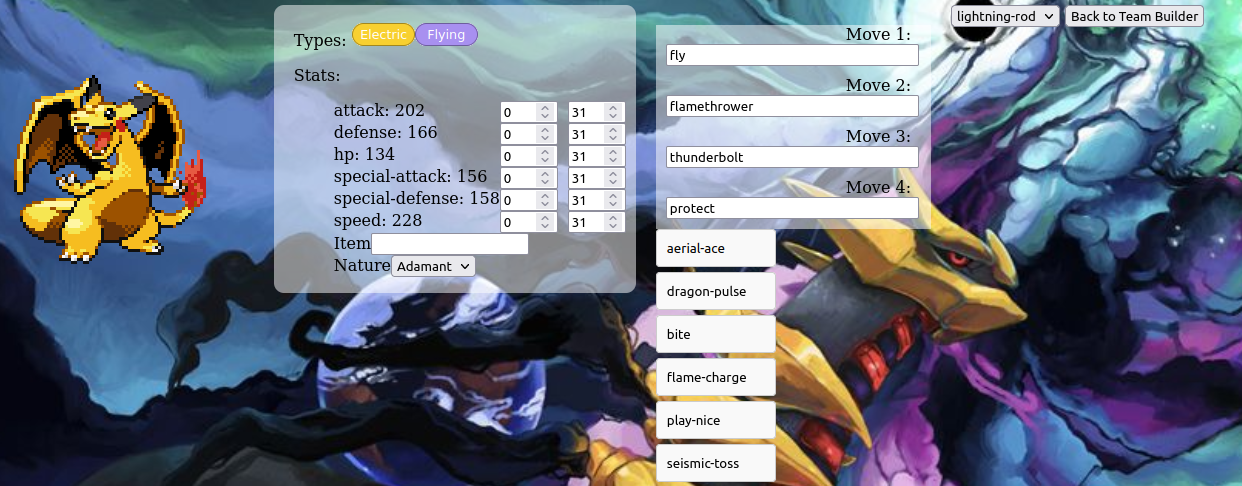 Types: Electric Flying
Stats:
attack: 202 0 31
defense: 166 0 31
hp: 134 0 31
special-attack: 156 0 31
special-defense: 158 0 31
speed: 228 0 31
Item
Nature Adamant
Move 1:
fly
Move 2:
flamethrower
Move 3:
thunderbolt
Move 4:
protect
aerial-ace
dragon-pulse
bite
flame-charge
play-nice
seismic-toss
lightning-rod Back to Team Builder